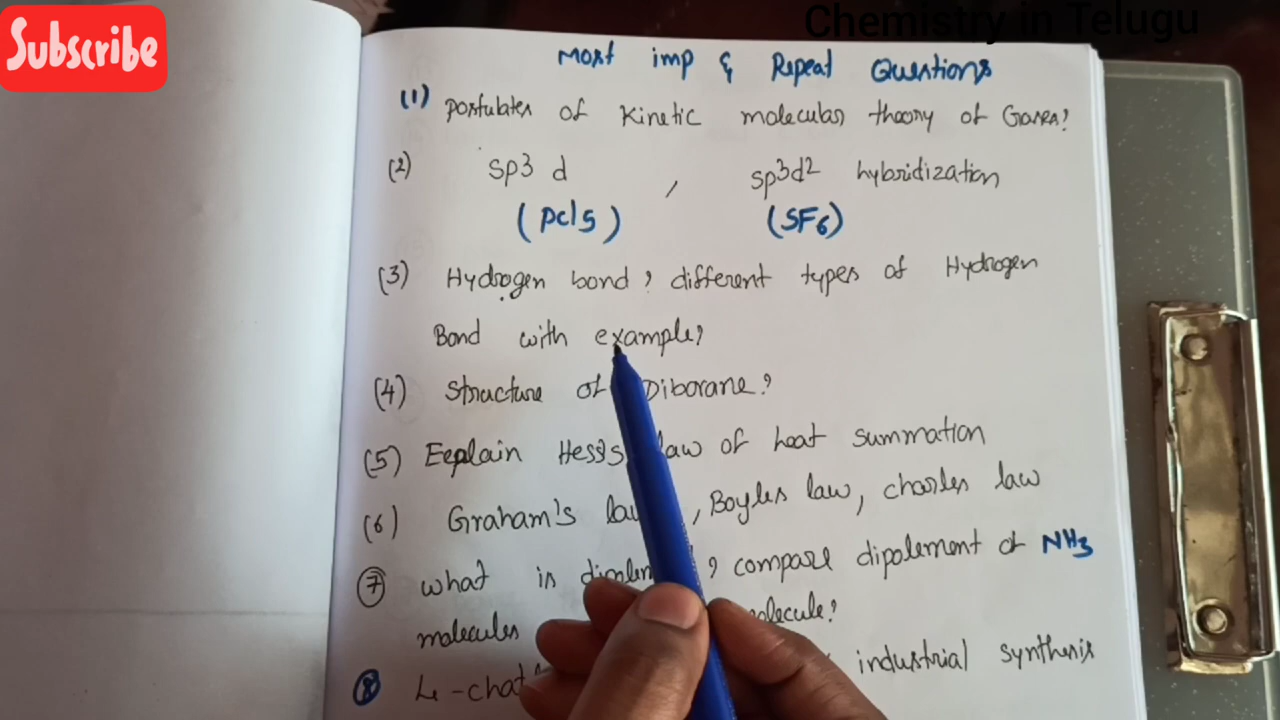 Subscribe
Chemistry in Telugu
Most imp & Repeat Questions
(1) Postulates of Kinetic molecular theory of Gases?
(2) sp3 d , sp³d² hybridization
(PCl5) (SF6)
(3) Hydrogen bond? different types of Hydrogen
Bond with example?
(4) Structure of Diborane?
(5) Explain Hess's law of heat summation
(6) Graham's law, Boyles law, charles law
(7) what is ? compare dipolement of NH3
molecules molecule?
(8) Le-chat industrial synthesis